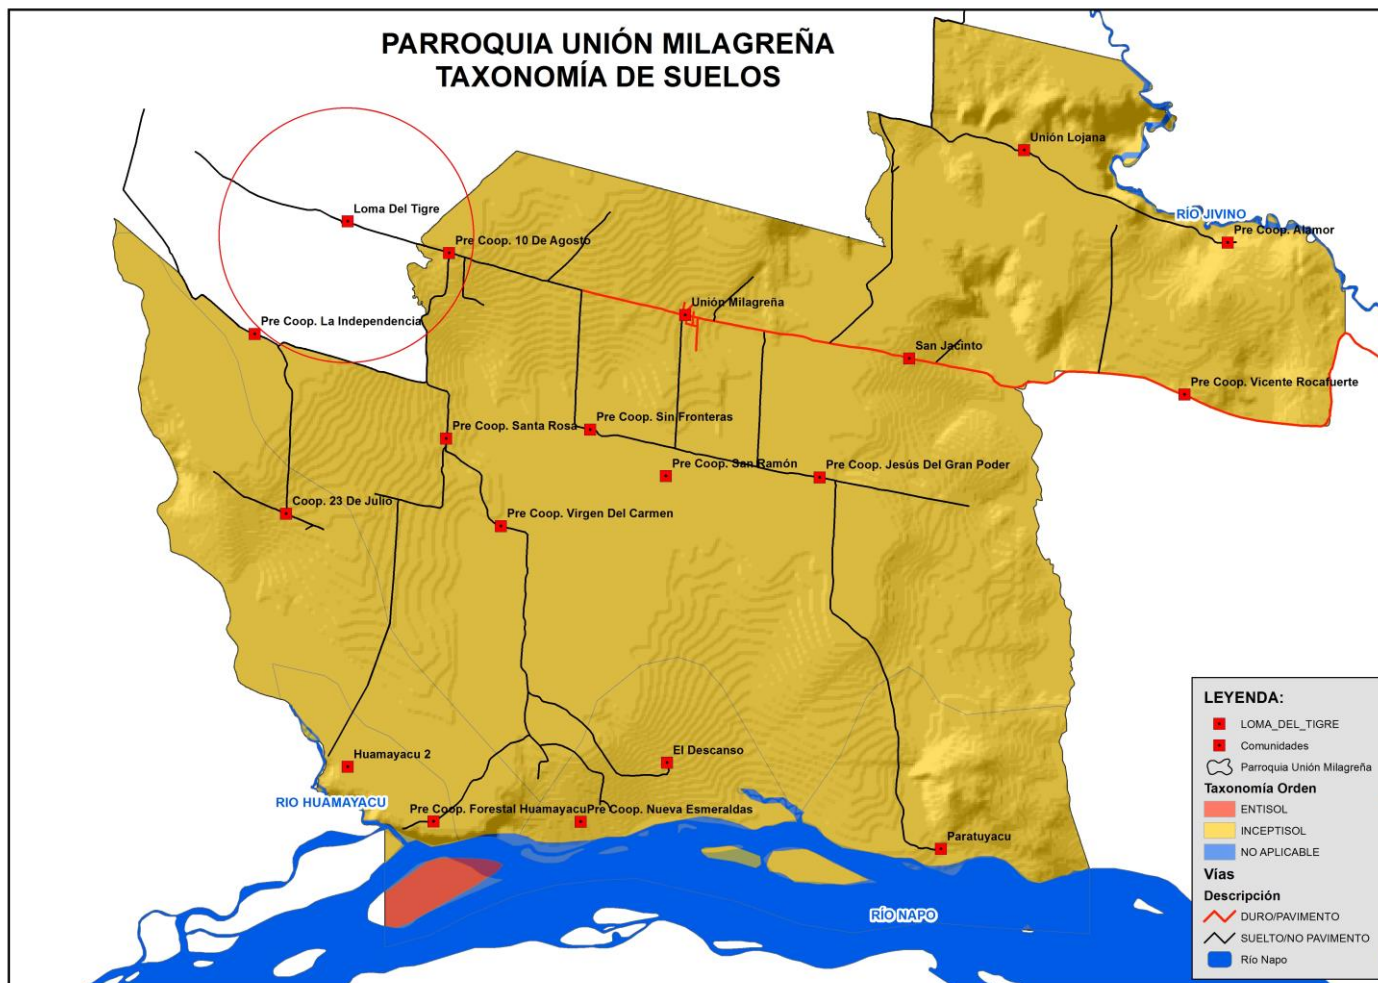 PARROQUIA UNIÓN MILAGREÑA
TAXONOMÍA DE SUELOS
Unión Lojana
Loma Del Tigre
RÍO JIVINO
Pre Coop. 10 De Agosto
Pre Coop. Alamor
Unión Milagreña
Pre Coop. La Independencia
San Jacinto
Pre Coop. Vicente Rocafuerte
Pre Coop. Sin Fronteras
Pre Coop. Santa Rosa
Pre Coop. San Ramón
Pre Coop. Jesús Del Gran Poder
Coop. 23 De Julio
Pre Coop. Virgen Del Carmen
El Descanso
Huamayacu 2
RIO HUAMAYACU
Pre Coop. Forestal Huamayacu
Pre Coop. Nueva Esmeraldas
Paratuyacu
RÍO NAPO
LEYENDA:
LOMA_DEL_TIGRE
Comunidades
Parroquia Unión Milagreña
Taxonomía Orden
ENTISOL
INCEPTISOL
NO APLICABLE
Vías
Descripción
DURO/PAVIMENTO
SUELTO/NO PAVIMENTO
Río Napo